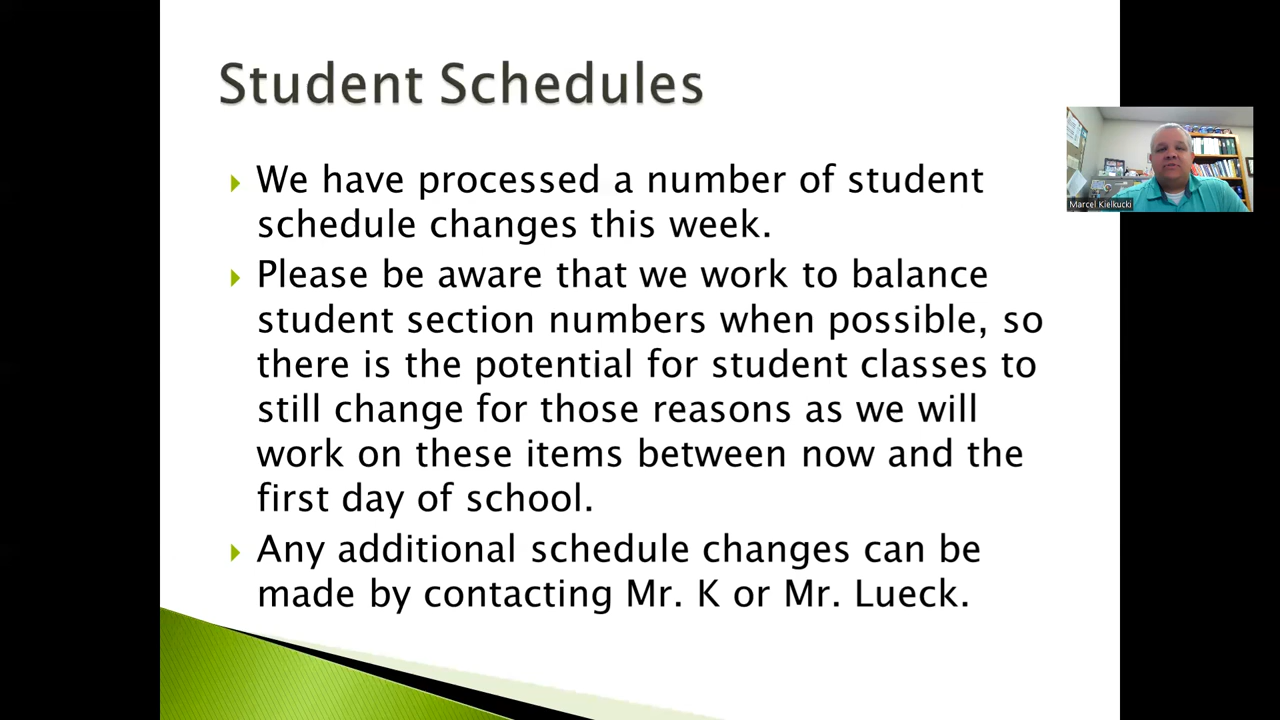 Student Schedules
We have processed a number of student
schedule changes this week.
Please be aware that we work to balance
student section numbers when possible, so
there is the potential for student classes to
still change for those reasons as we will
work on these items between now and the
first day of school.
Any additional schedule changes can be
made by contacting Mr. K or Mr. Lueck.
Marcel Kielkucki